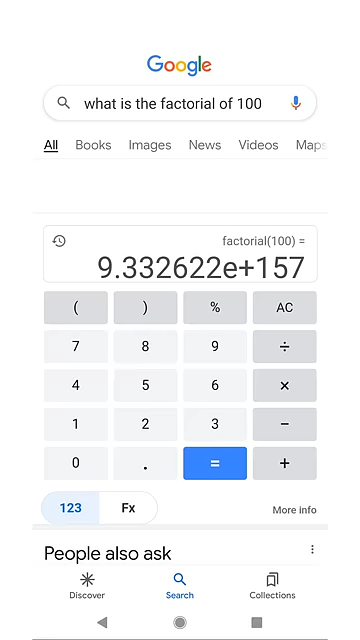 Google
what is the factorial of 100
All Books Images News Videos Maps
factorial(100) =
9.332622e+157
( ) % AC
7 8 9 ÷
4 5 6 ×
1 2 3 −
0 . = +
123 Fx More info
People also ask
Discover Search Collections